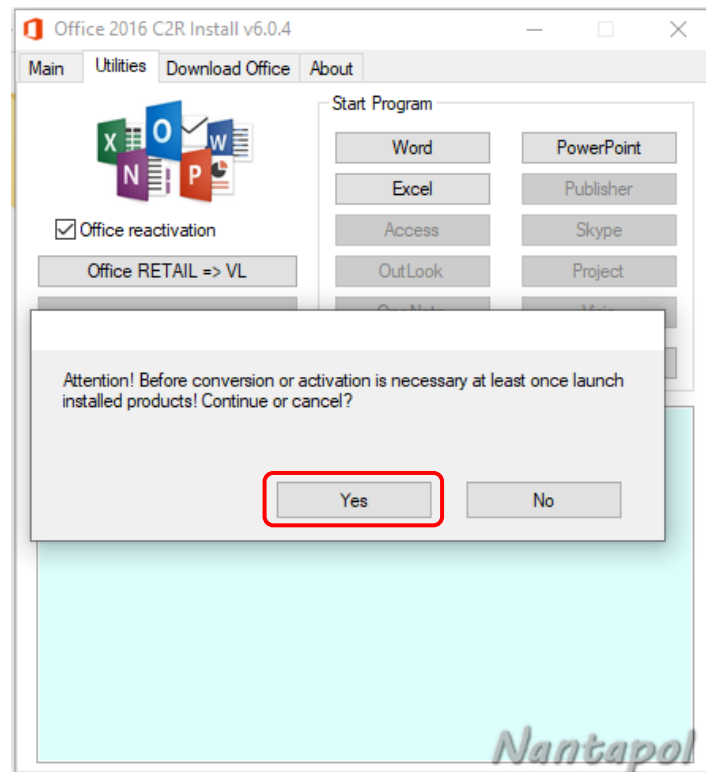 Office 2016 C2R Install v6.0.4
Main Utilities Download Office About
Start Program
Word PowerPoint
Excel Publisher
Office reactivation
Access Skype
Office RETAIL => VL
OutLook Project
Attention! Before conversion or activation is necessary at least once launch
installed products! Continue or cancel?
Yes No
Nantapol